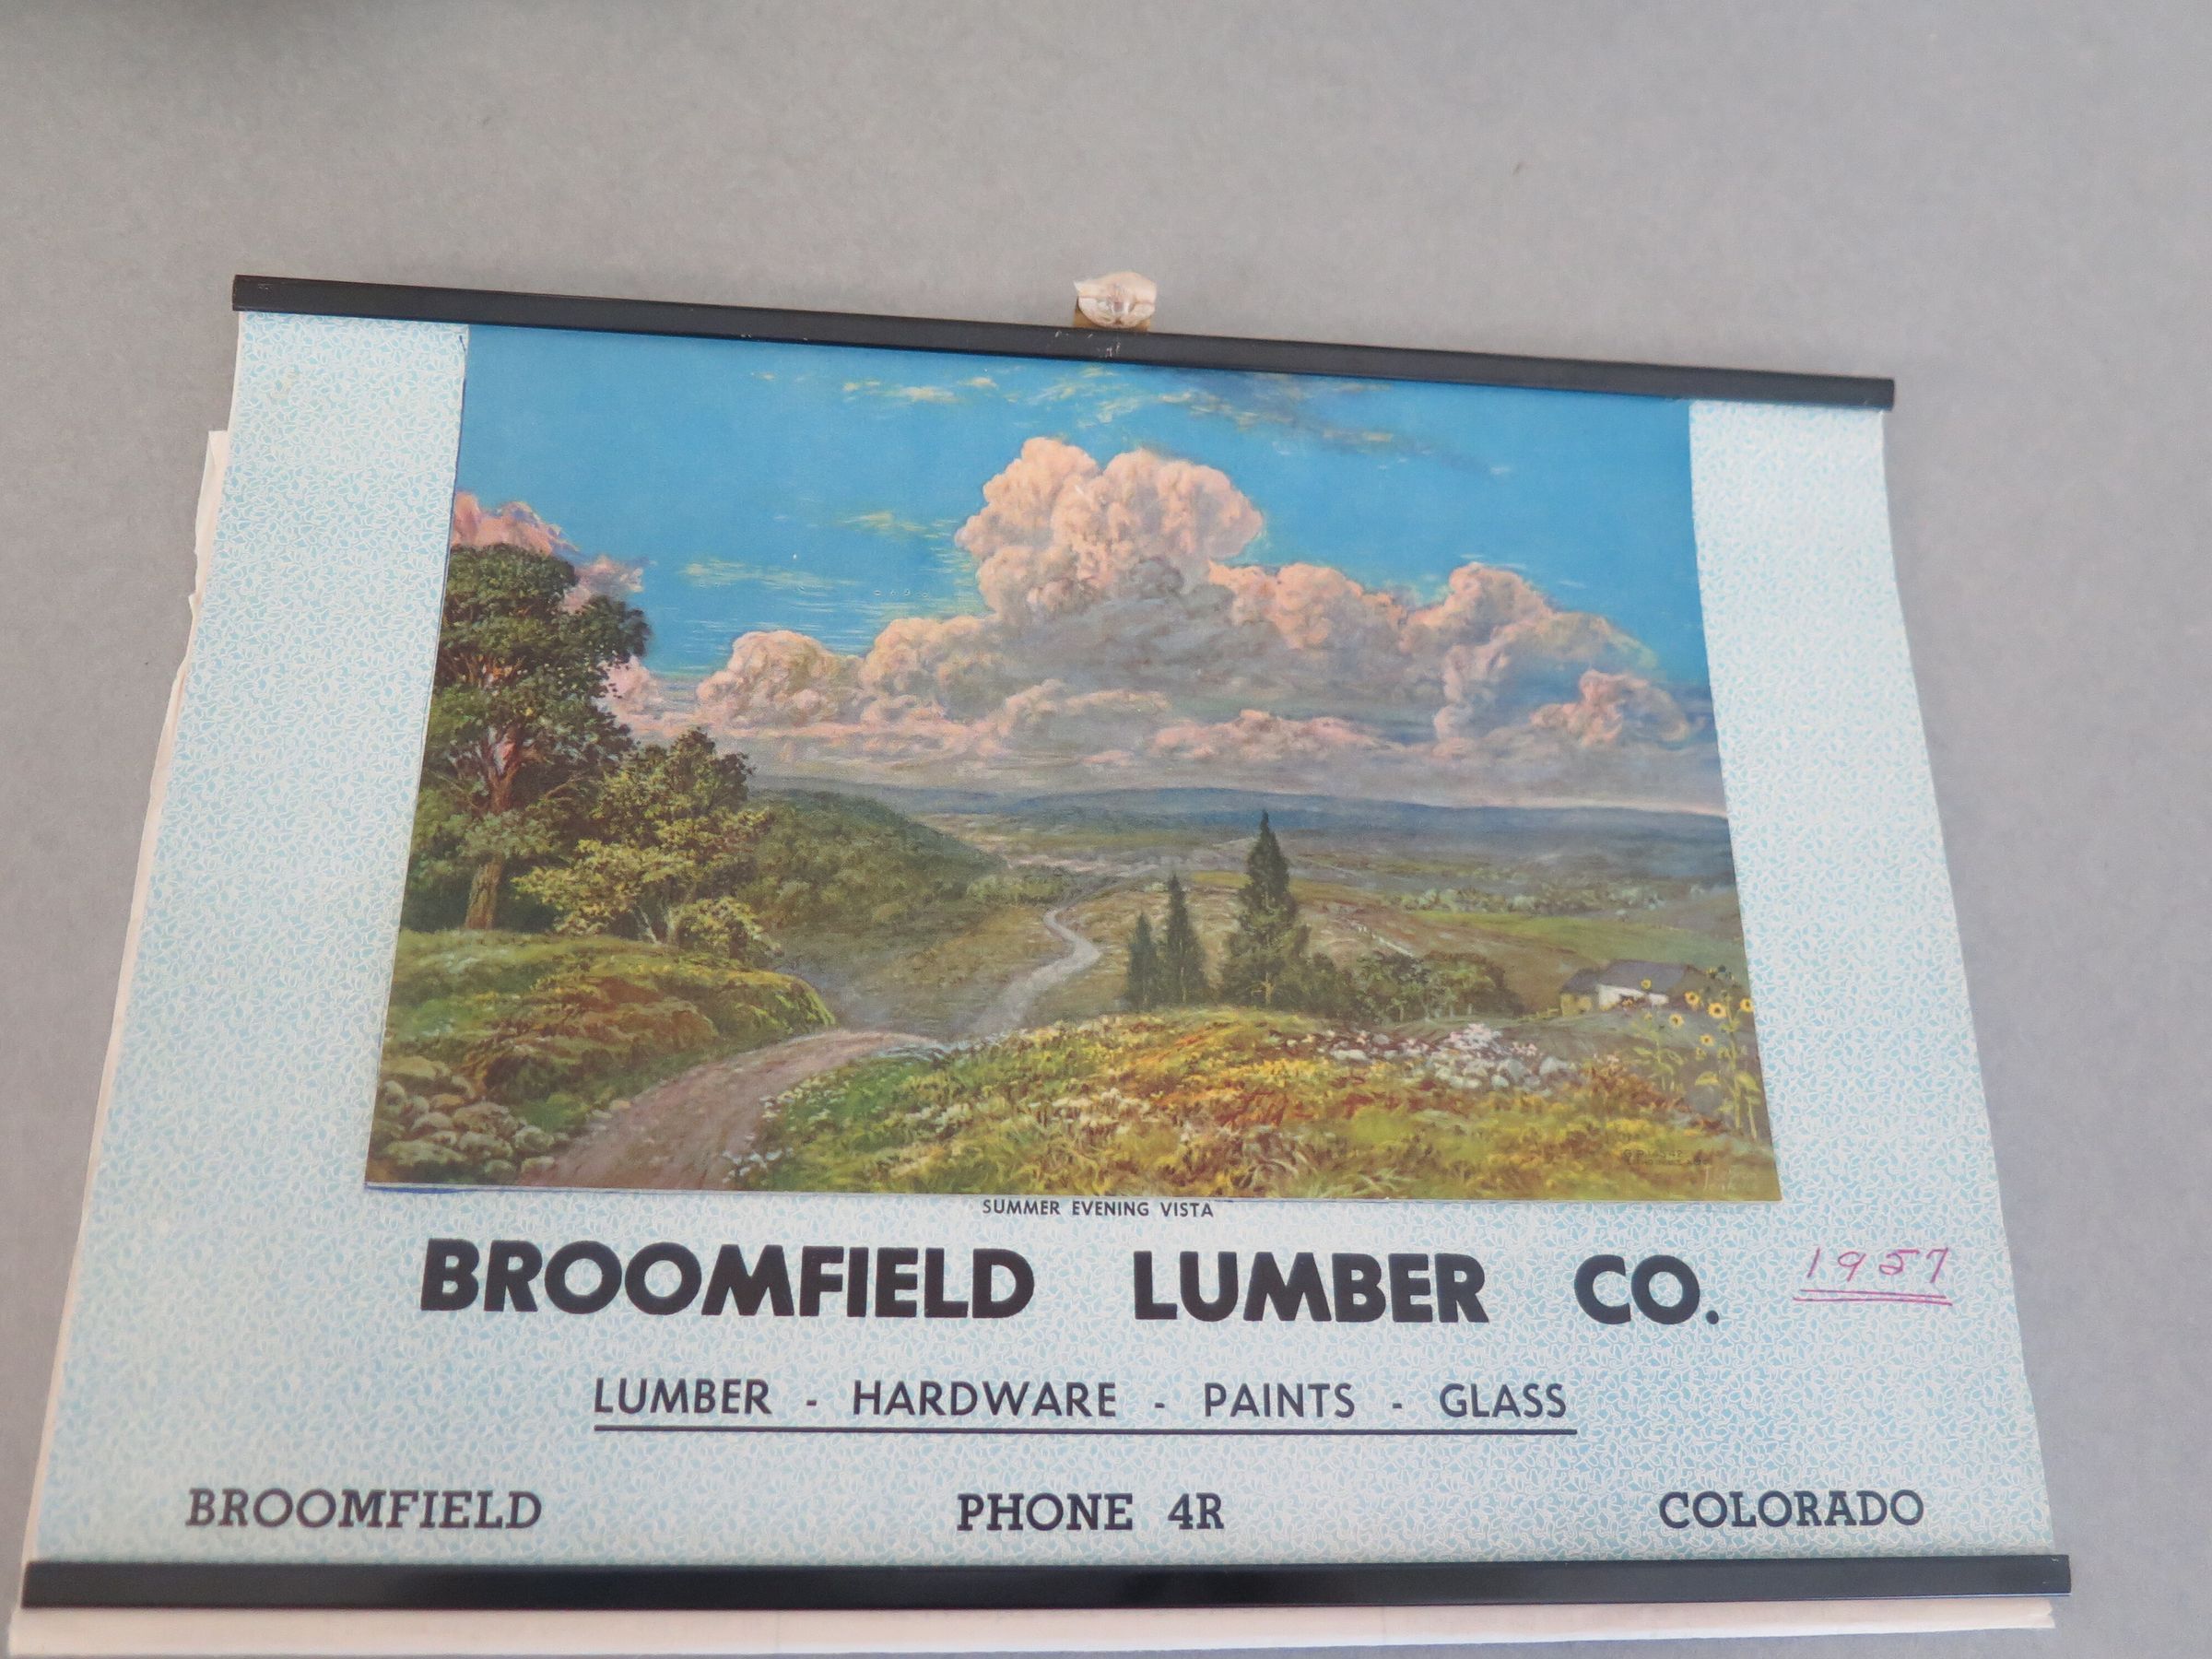 SUMMER EVENING VISTA
BROOMFIELD LUMBER CO. 1957
LUMBER - HARDWARE - PAINTS - GLASS
BROOMFIELD PHONE 4R COLORADO